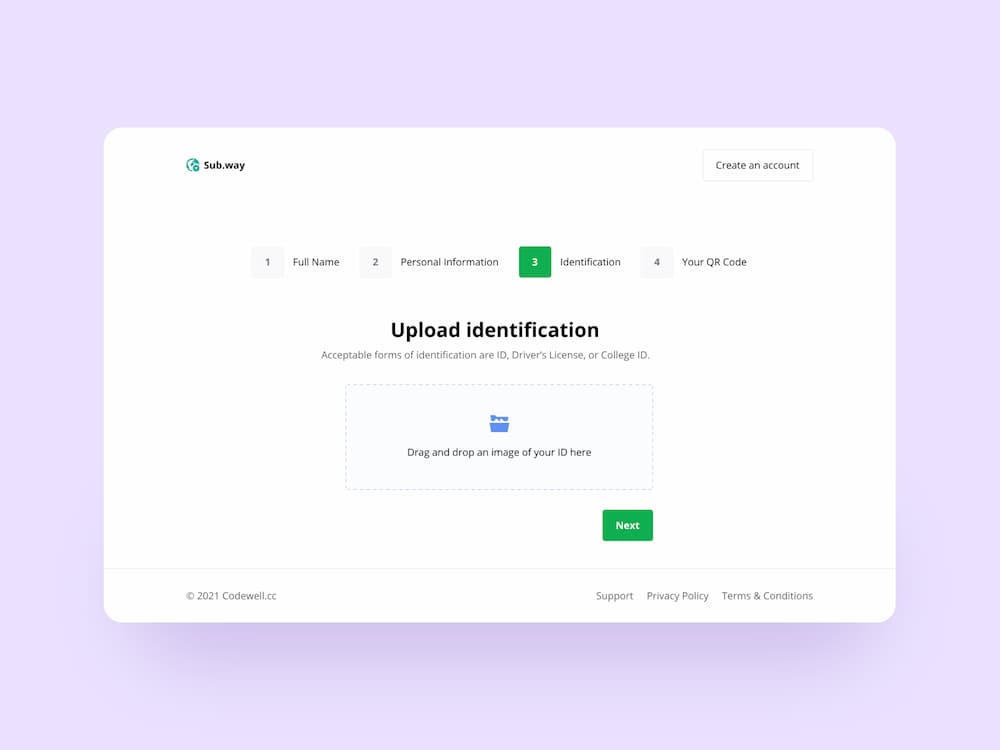 Sub.way
Create an account
1 Full Name 2 Personal Information 3 Identification 4 Your QR Code
Upload identification
Acceptable forms of identification are ID, Driver's License, or College ID.
Drag and drop an image of your ID here
Next
© 2021 Codewell.cc
Support Privacy Policy Terms & Conditions